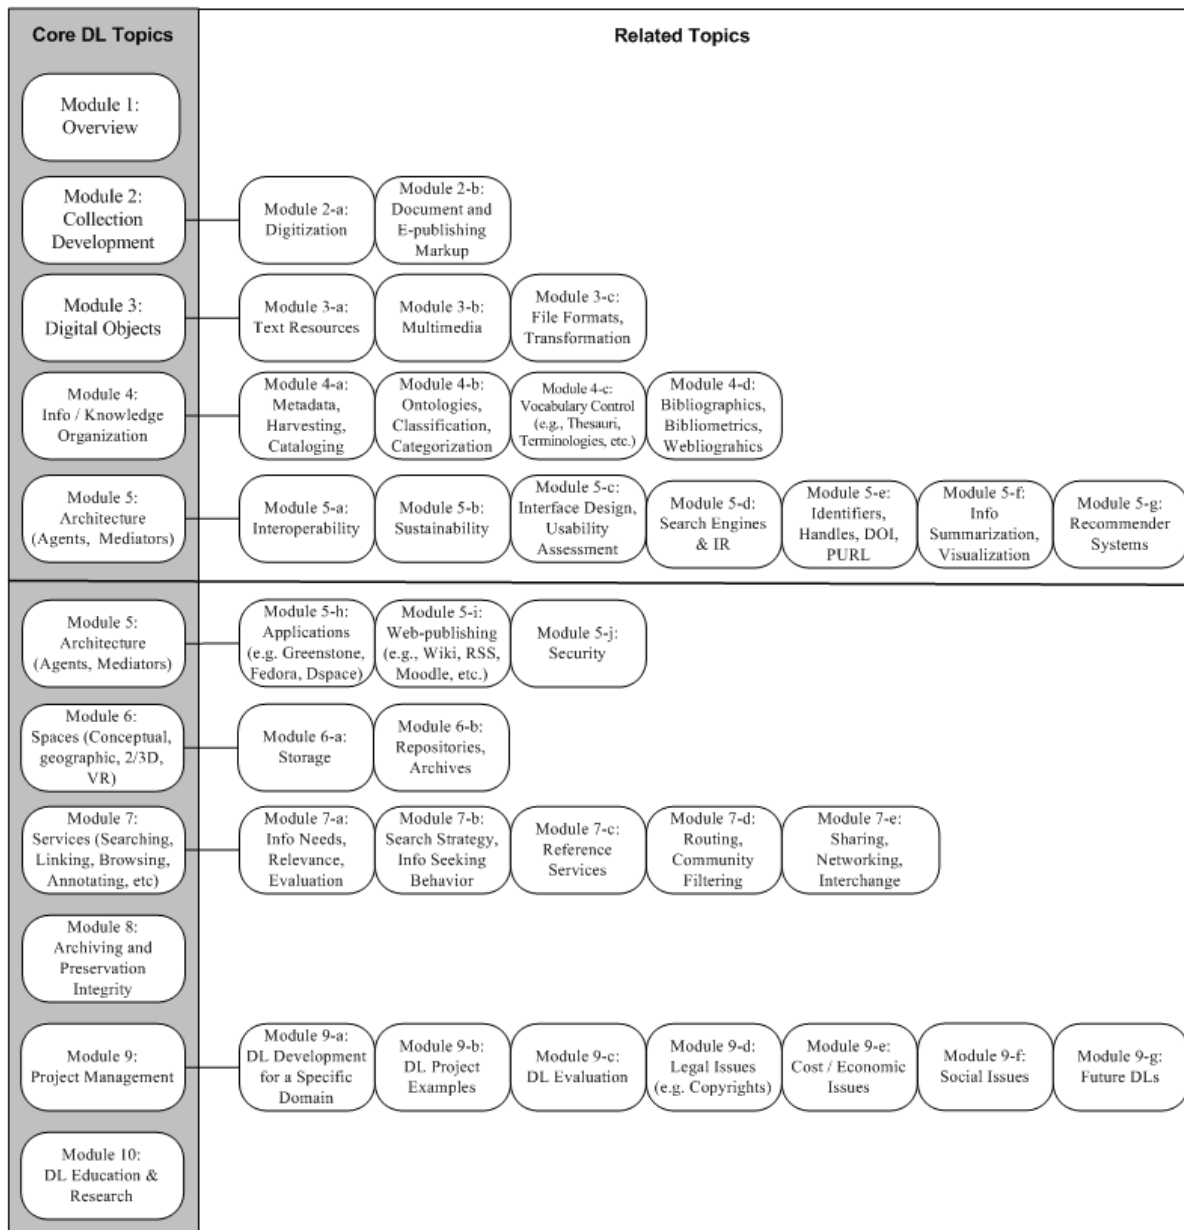 Core DL Topics
Related Topics
Module 1:
Overview
Module 2:
Collection
Development
Module 2-a:
Digitization
Module 2-b:
Document and
E-publishing
Markup
Module 3:
Digital Objects
Module 3-a:
Text Resources
Module 3-b:
Multimedia
Module 3-c:
File Formats,
Transformation
Module 4:
Info / Knowledge
Organization
Module 4-a:
Metadata,
Harvesting,
Cataloging
Module 4-b:
Ontologies,
Classification,
Categorization
Module 4-c:
Vocabulary Control
(e.g., Thesauri,
Terminologies, etc.)
Module 4-d:
Bibliographics,
Bibliometrics,
Webliograhics
Module 5:
Architecture
(Agents, Mediators)
Module 5-a:
Interoperability
Module 5-b:
Sustainability
Module 5-c:
Interface Design,
Usability
Assessment
Module 5-d:
Search Engines
& IR
Module 5-e:
Identifiers,
Handles, DOI,
PURL
Module 5-f:
Info
Summarization,
Visualization
Module 5-g:
Recommender
Systems
Module 5:
Architecture
(Agents, Mediators)
Module 5-h:
Applications
(e.g. Greenstone,
Fedora, Dspace)
Module 5-i:
Web-publishing
(e.g., Wiki, RSS,
Moodle, etc.)
Module 5-j:
Security
Module 6:
Spaces (Conceptual,
geographic, 2/3D,
VR)
Module 6-a:
Storage
Module 6-b:
Repositories,
Archives
Module 7:
Services (Searching,
Linking, Browsing,
Annotating, etc)
Module 7-a:
Info Needs,
Relevance,
Evaluation
Module 7-b:
Search Strategy,
Info Seeking
Behavior
Module 7-c:
Reference
Services
Module 7-d:
Routing,
Community
Filtering
Module 7-e:
Sharing,
Networking,
Interchange
Module 8:
Archiving and
Preservation
Integrity
Module 9:
Project Management
Module 9-a:
DL Development
for a Specific
Domain
Module 9-b:
DL Project
Examples
Module 9-c:
DL Evaluation
Module 9-d:
Legal Issues
(e.g. Copyrights)
Module 9-e:
Cost / Economic
Issues
Module 9-f:
Social Issues
Module 9-g:
Future DLs
Module 10:
DL Education &
Research